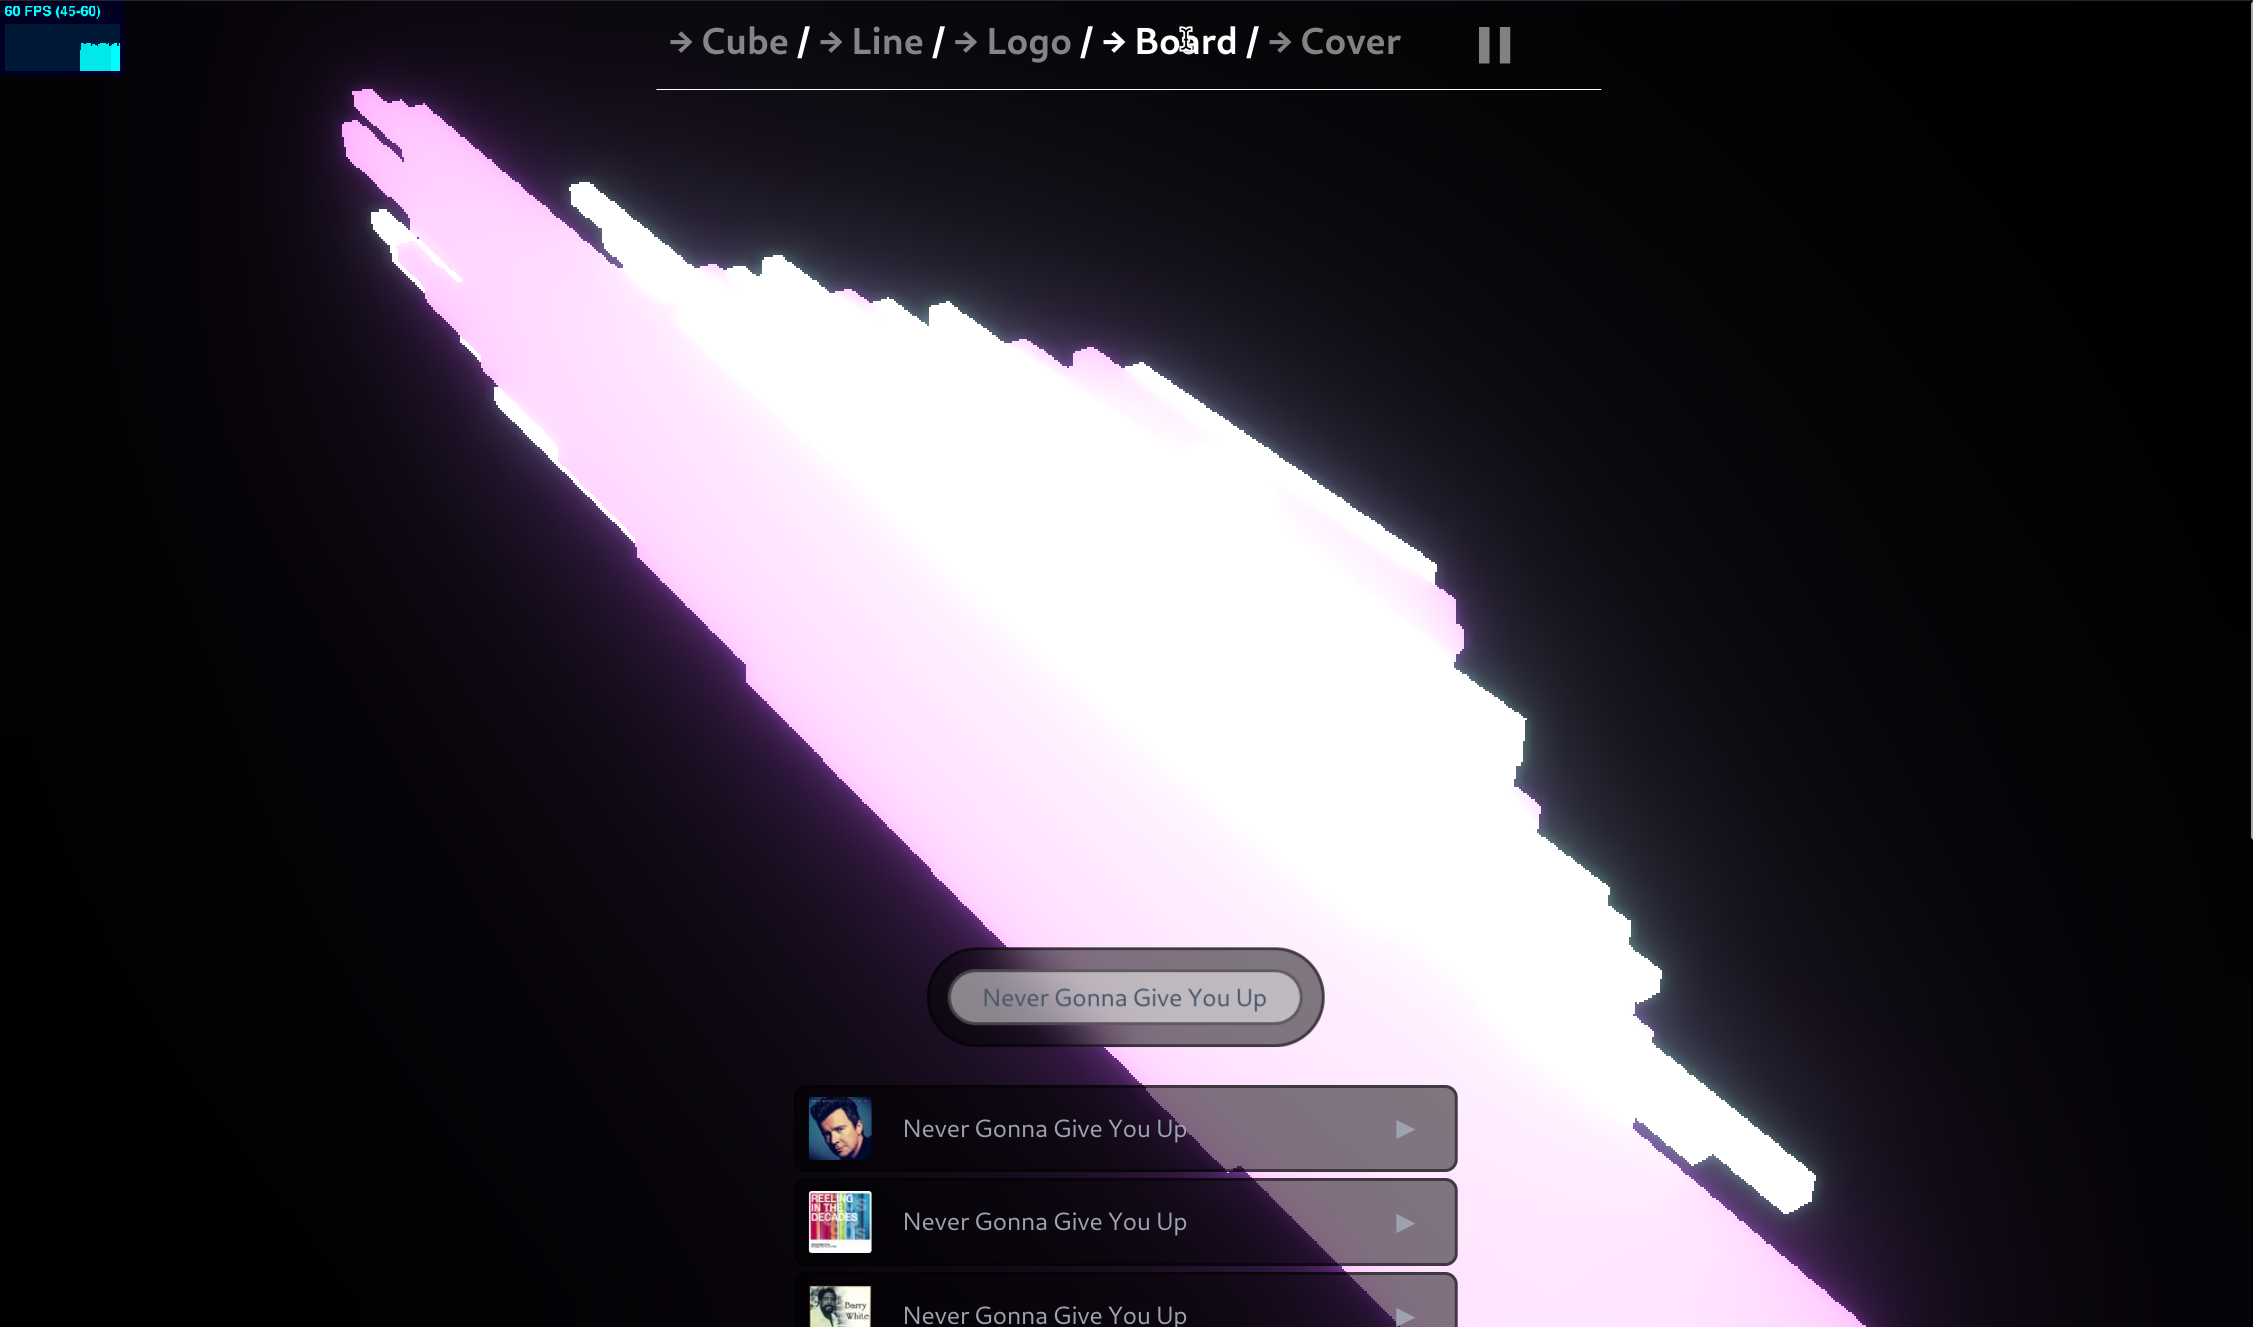 60 FPS (45-60)
→ Cube / → Line / → Logo / → Board / → Cover
Never Gonna Give You Up
Never Gonna Give You Up
REELING
IN THE
DECADES
Never Gonna Give You Up
Barry
White
Never Gonna Give You Up